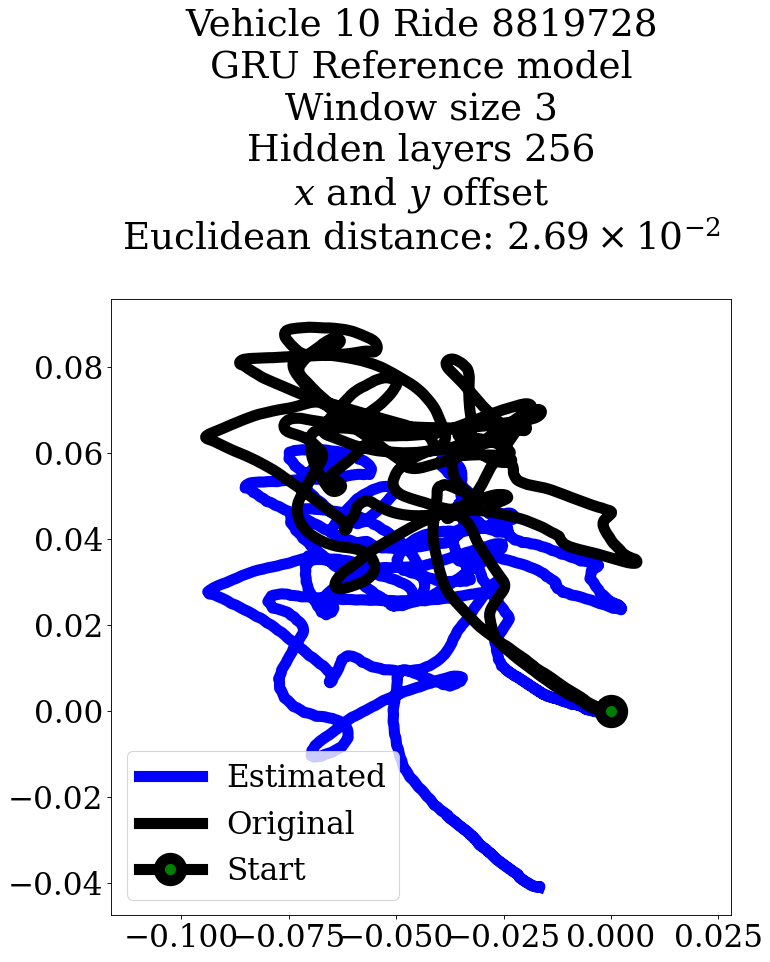 Vehicle 10 Ride 8819728
GRU Reference model
Window size 3
Hidden layers 256
x and y offset
Euclidean distance: 2.69 × 10⁻²
0.08
0.06
0.04
0.02
0.00
−0.02
−0.04
Estimated
Original
Start
−0.100 −0.075 −0.050 −0.025 0.000 0.025